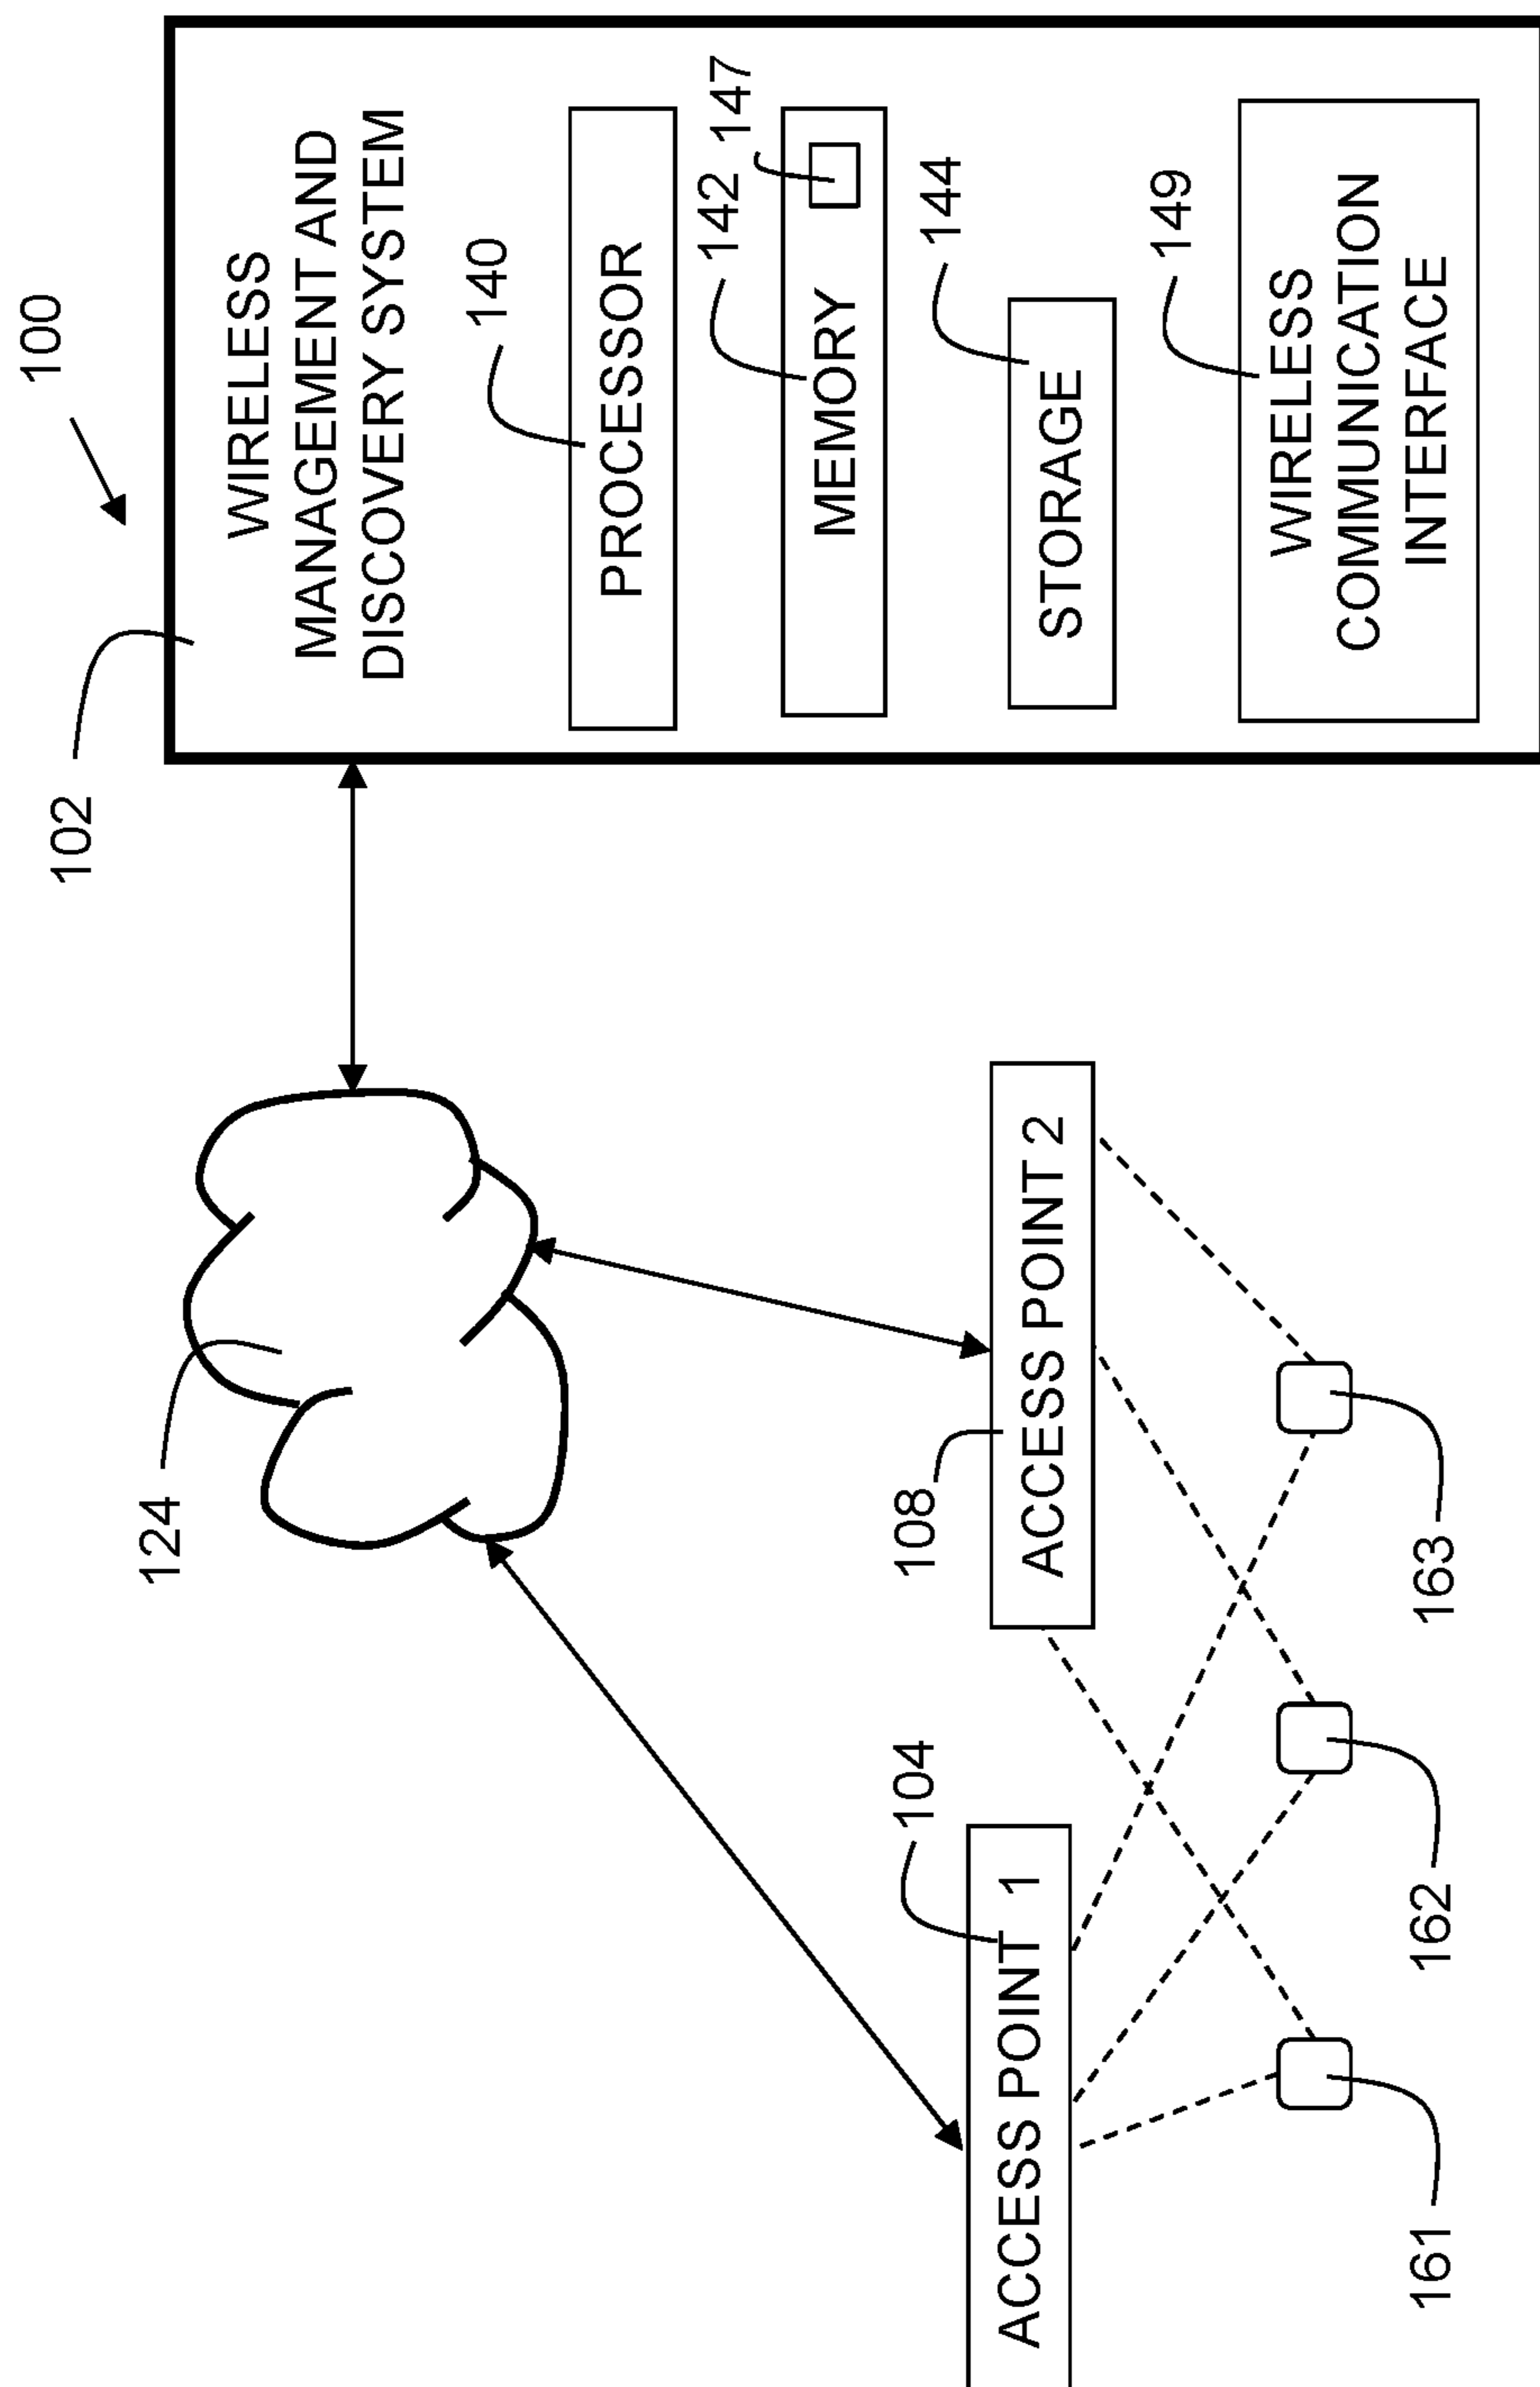 100
102
WIRELESS
MANAGEMENT AND
DISCOVERY SYSTEM
140
PROCESSOR
142
147
MEMORY
144
STORAGE
149
WIRELESS
COMMUNICATION
INTERFACE
124
104
ACCESS POINT 1
108
ACCESS POINT 2
161
162
163